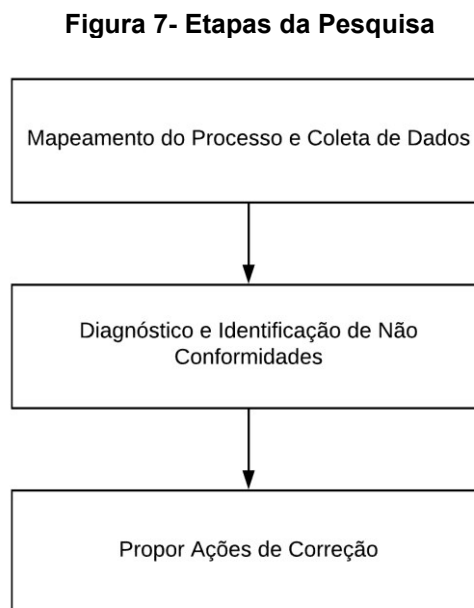 Figura 7- Etapas da Pesquisa
Mapeamento do Processo e Coleta de Dados
Diagnóstico e Identificação de Não
Conformidades
Propor Ações de Correção